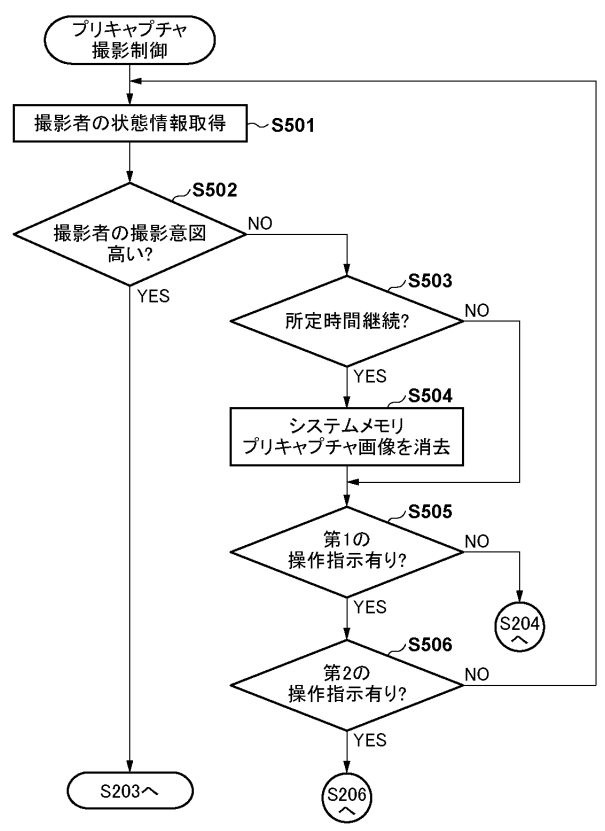 プリキャプチャ
撮影制御
撮影者の状態情報取得
S501
S502
撮影者の撮影意図
高い?
NO
YES
S503
所定時間継続?
NO
YES
S504
システムメモリ
プリキャプチャ画像を消去
S505
第1の
操作指示有り?
NO
YES
S204
へ
S506
第2の
操作指示有り?
NO
YES
S203へ
S206
へ